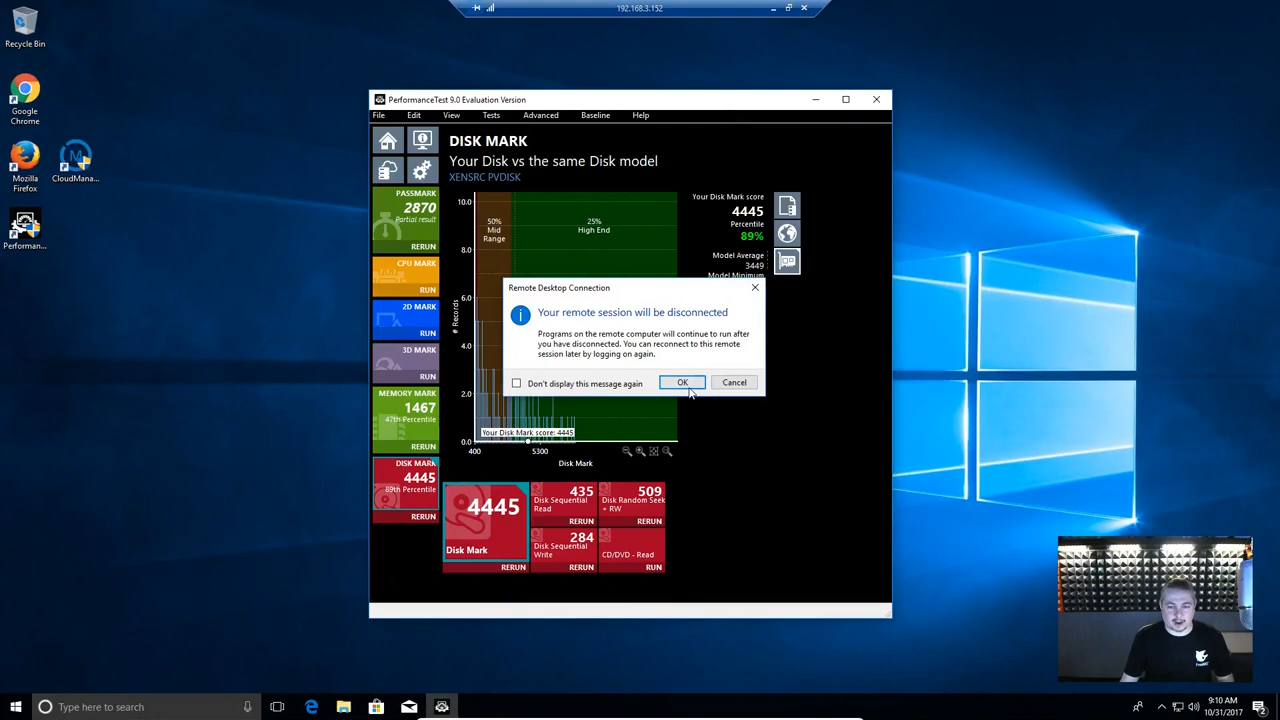 192.168.3.152
Recycle Bin
Google
Chrome
Mozilla
Firefox
CloudMana...
Performan...
PerformanceTest 9.0 Evaluation Version
File Edit View Tests Advanced Baseline Help
DISK MARK
Your Disk vs the same Disk model
XENSRC PVDISK
PASSMARK
2870
Partial result
RERUN
CPU MARK
RUN
2D MARK
RUN
3D MARK
RUN
MEMORY MARK
1467
47th Percentile
RERUN
DISK MARK
4445
89th Percentile
RERUN
10.0
8.0
6.0
4.0
2.0
0.0
# Records
50%
Mid
Range
25%
High End
Your Disk Mark score: 4445
400 5300
Disk Mark
Your Disk Mark score
4445
Percentile
89%
Model Average
3449
Model Minimum
Remote Desktop Connection
Your remote session will be disconnected
Programs on the remote computer will continue to run after
you have disconnected. You can reconnect to this remote
session later by logging on again.
Don't display this message again
OK Cancel
4445
Disk Mark
RERUN
435
Disk Sequential
Read
RERUN
509
Disk Random Seek
+ RW
RERUN
284
Disk Sequential
Write
RERUN
CD/DVD - Read
RUN
Type here to search
9:10 AM
10/31/2017
2